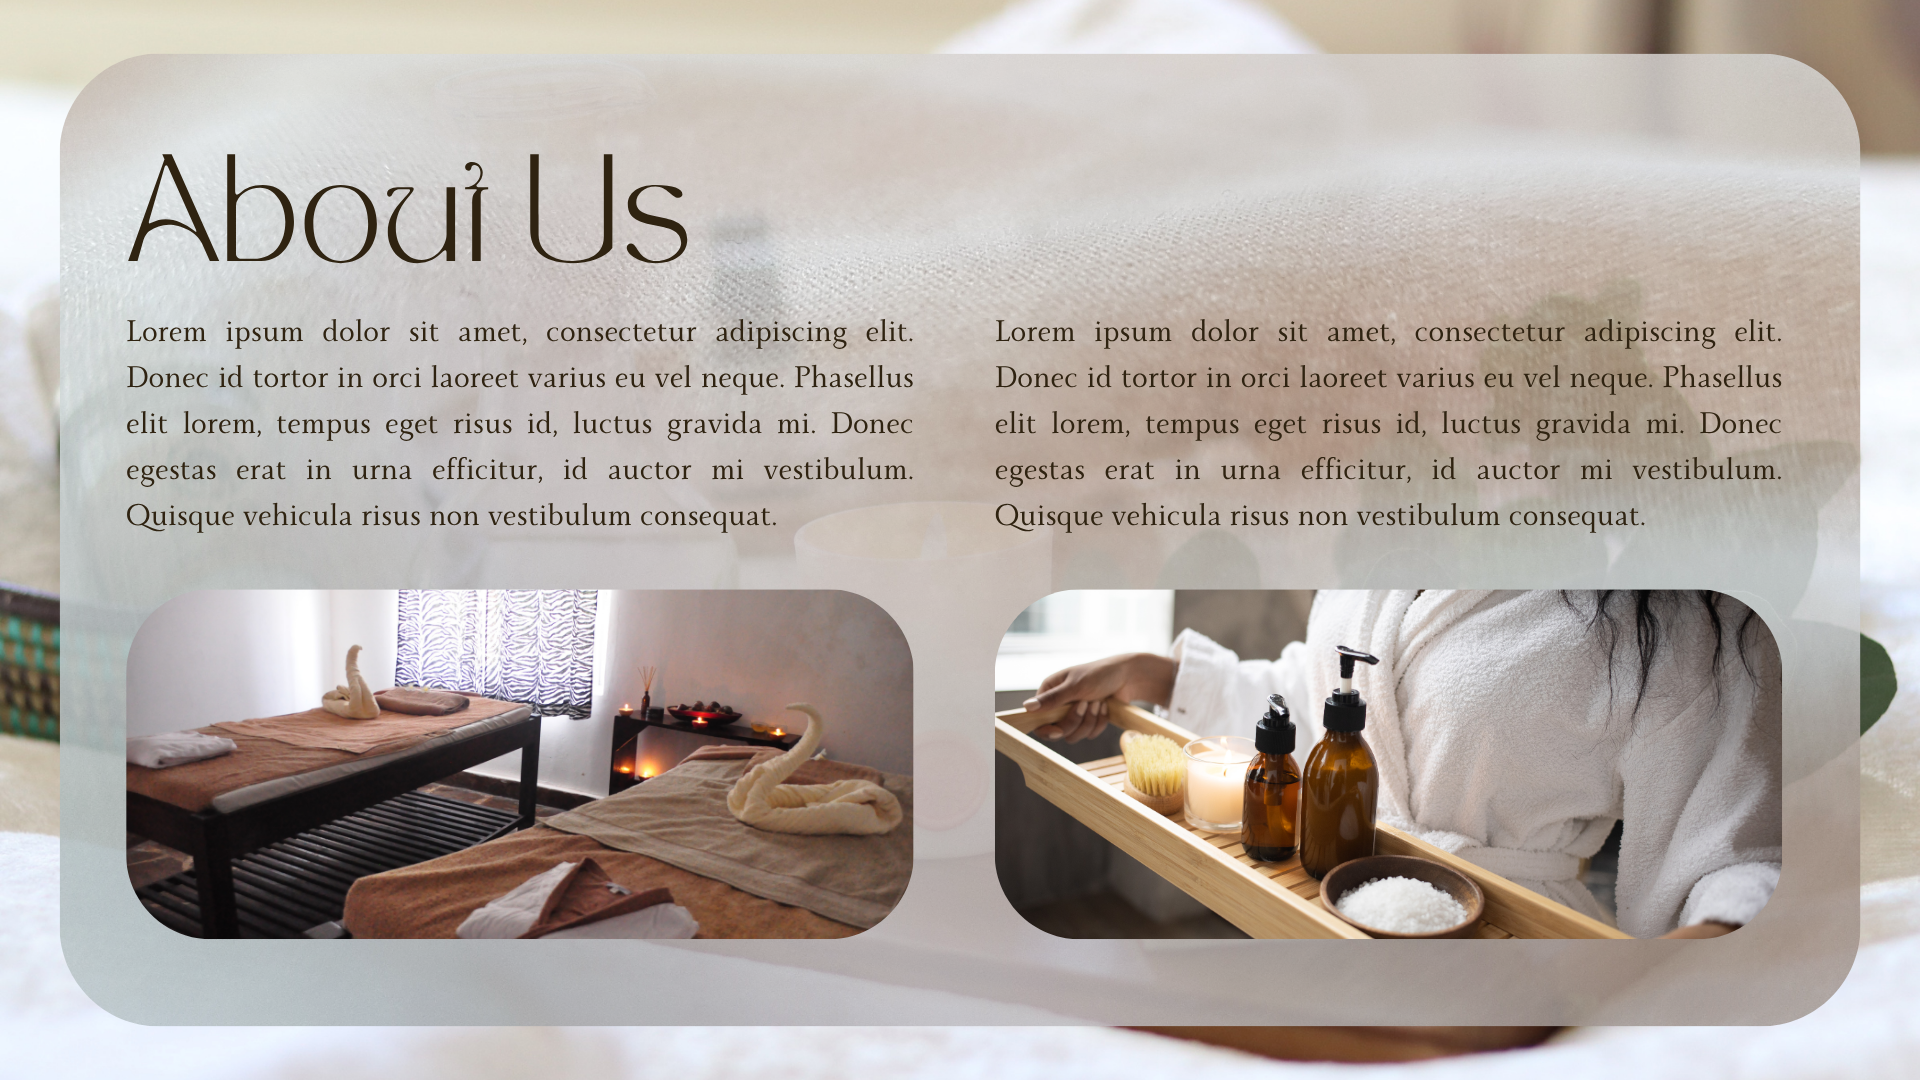 About Us
Lorem ipsum dolor sit amet, consectetur adipiscing elit.
Donec id tortor in orci laoreet varius eu vel neque. Phasellus
elit lorem, tempus eget risus id, luctus gravida mi. Donec
egestas erat in urna efficitur, id auctor mi vestibulum.
Quisque vehicula risus non vestibulum consequat.
Lorem ipsum dolor sit amet, consectetur adipiscing elit.
Donec id tortor in orci laoreet varius eu vel neque. Phasellus
elit lorem, tempus eget risus id, luctus gravida mi. Donec
egestas erat in urna efficitur, id auctor mi vestibulum.
Quisque vehicula risus non vestibulum consequat.